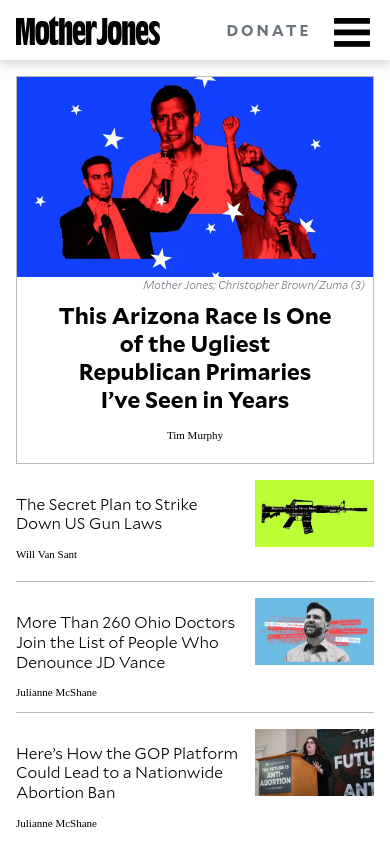 Mother Jones
DONATE
Mother Jones; Christopher Brown/Zuma (3)
This Arizona Race Is One
of the Ugliest
Republican Primaries
I’ve Seen in Years
Tim Murphy
The Secret Plan to Strike
Down US Gun Laws
Will Van Sant
More Than 260 Ohio Doctors
Join the List of People Who
Denounce JD Vance
Julianne McShane
Here’s How the GOP Platform
Could Lead to a Nationwide
Abortion Ban
Julianne McShane
THE FUTURE IS
ANTI-
ABORTION
THE
FUTU
IS
ANT